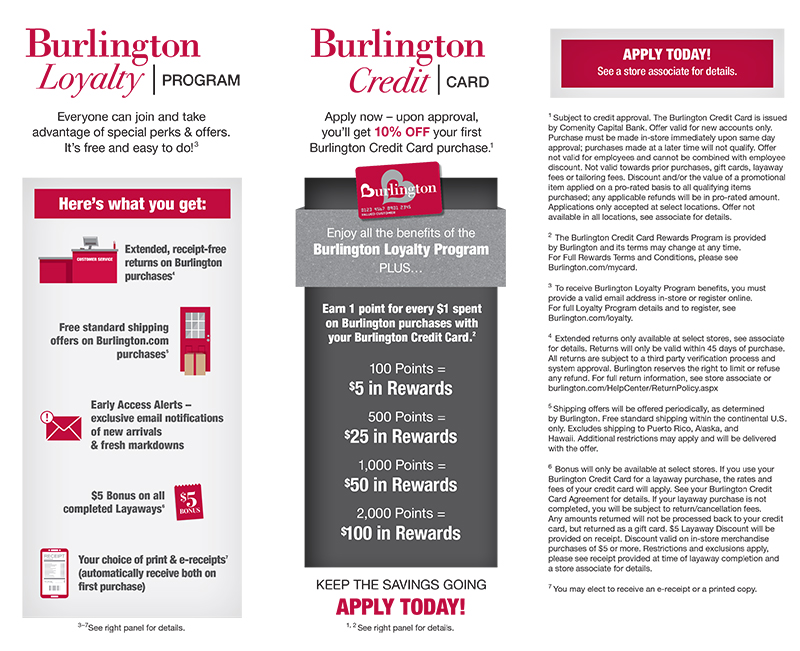 Burlington
Loyalty | PROGRAM
Everyone can join and take
advantage of special perks & offers.
It's free and easy to do!³
Here's what you get:
CUSTOMER SERVICE
Extended, receipt-free
returns on Burlington
purchases⁴
Free standard shipping
offers on Burlington.com
purchases⁵
Early Access Alerts –
exclusive email notifications
of new arrivals
& fresh markdowns
$5 Bonus on all
completed Layaways⁶
$5
BONUS
RECEIPT
Your choice of print & e-receipts⁷
(automatically receive both on
first purchase)
³⁻⁷See right panel for details.
Burlington
Credit | CARD
Apply now – upon approval,
you'll get 10% OFF your first
Burlington Credit Card purchase.¹
Burlington
VALUED CUSTOMER
Enjoy all the benefits of the
Burlington Loyalty Program
PLUS...
Earn 1 point for every $1 spent
on Burlington purchases with
your Burlington Credit Card.²
100 Points =
$5 in Rewards
500 Points =
$25 in Rewards
1,000 Points =
$50 in Rewards
2,000 Points =
$100 in Rewards
KEEP THE SAVINGS GOING
APPLY TODAY!
¹, ² See right panel for details.
APPLY TODAY!
See a store associate for details.
¹ Subject to credit approval. The Burlington Credit Card is issued
by Comenity Capital Bank. Offer valid for new accounts only.
Purchase must be made in-store immediately upon same day
approval; purchases made at a later time will not qualify. Offer
not valid for employees and cannot be combined with employee
discount. Not valid towards prior purchases, gift cards, layaway
fees or tailoring fees. Discount and/or the value of a promotional
item applied on a pro-rated basis to all qualifying items
purchased; any applicable refunds will be in pro-rated amount.
Applications only accepted at select locations. Offer not
available in all locations, see associate for details.
² The Burlington Credit Card Rewards Program is provided
by Burlington and its terms may change at any time.
For Full Rewards Terms and Conditions, please see
Burlington.com/mycard.
³ To receive Burlington Loyalty Program benefits, you must
provide a valid email address in-store or register online.
For full Loyalty Program details and to register, see
Burlington.com/loyalty.
⁴ Extended returns only available at select stores, see associate
for details. Returns will only be valid within 45 days of purchase.
All returns are subject to a third party verification process and
system approval. Burlington reserves the right to limit or refuse
any refund. For full return information, see store associate or
burlington.com/HelpCenter/ReturnPolicy.aspx
⁵ Shipping offers will be offered periodically, as determined
by Burlington. Free standard shipping within the continental U.S.
only. Excludes shipping to Puerto Rico, Alaska, and
Hawaii. Additional restrictions may apply and will be delivered
with the offer.
⁶ Bonus will only be available at select stores. If you use your
Burlington Credit Card for a layaway purchase, the rates and
fees of your credit card will apply. See your Burlington Credit
Card Agreement for details. If your layaway purchase is not
completed, you will be subject to return/cancellation fees.
Any amounts returned will not be processed back to your credit
card, but returned as a gift card. $5 Layaway Discount will be
provided on receipt. Discount valid on in-store merchandise
purchases of $5 or more. Restrictions and exclusions apply,
please see receipt provided at time of layaway completion and
a store associate for details.
⁷ You may elect to receive an e-receipt or a printed copy.